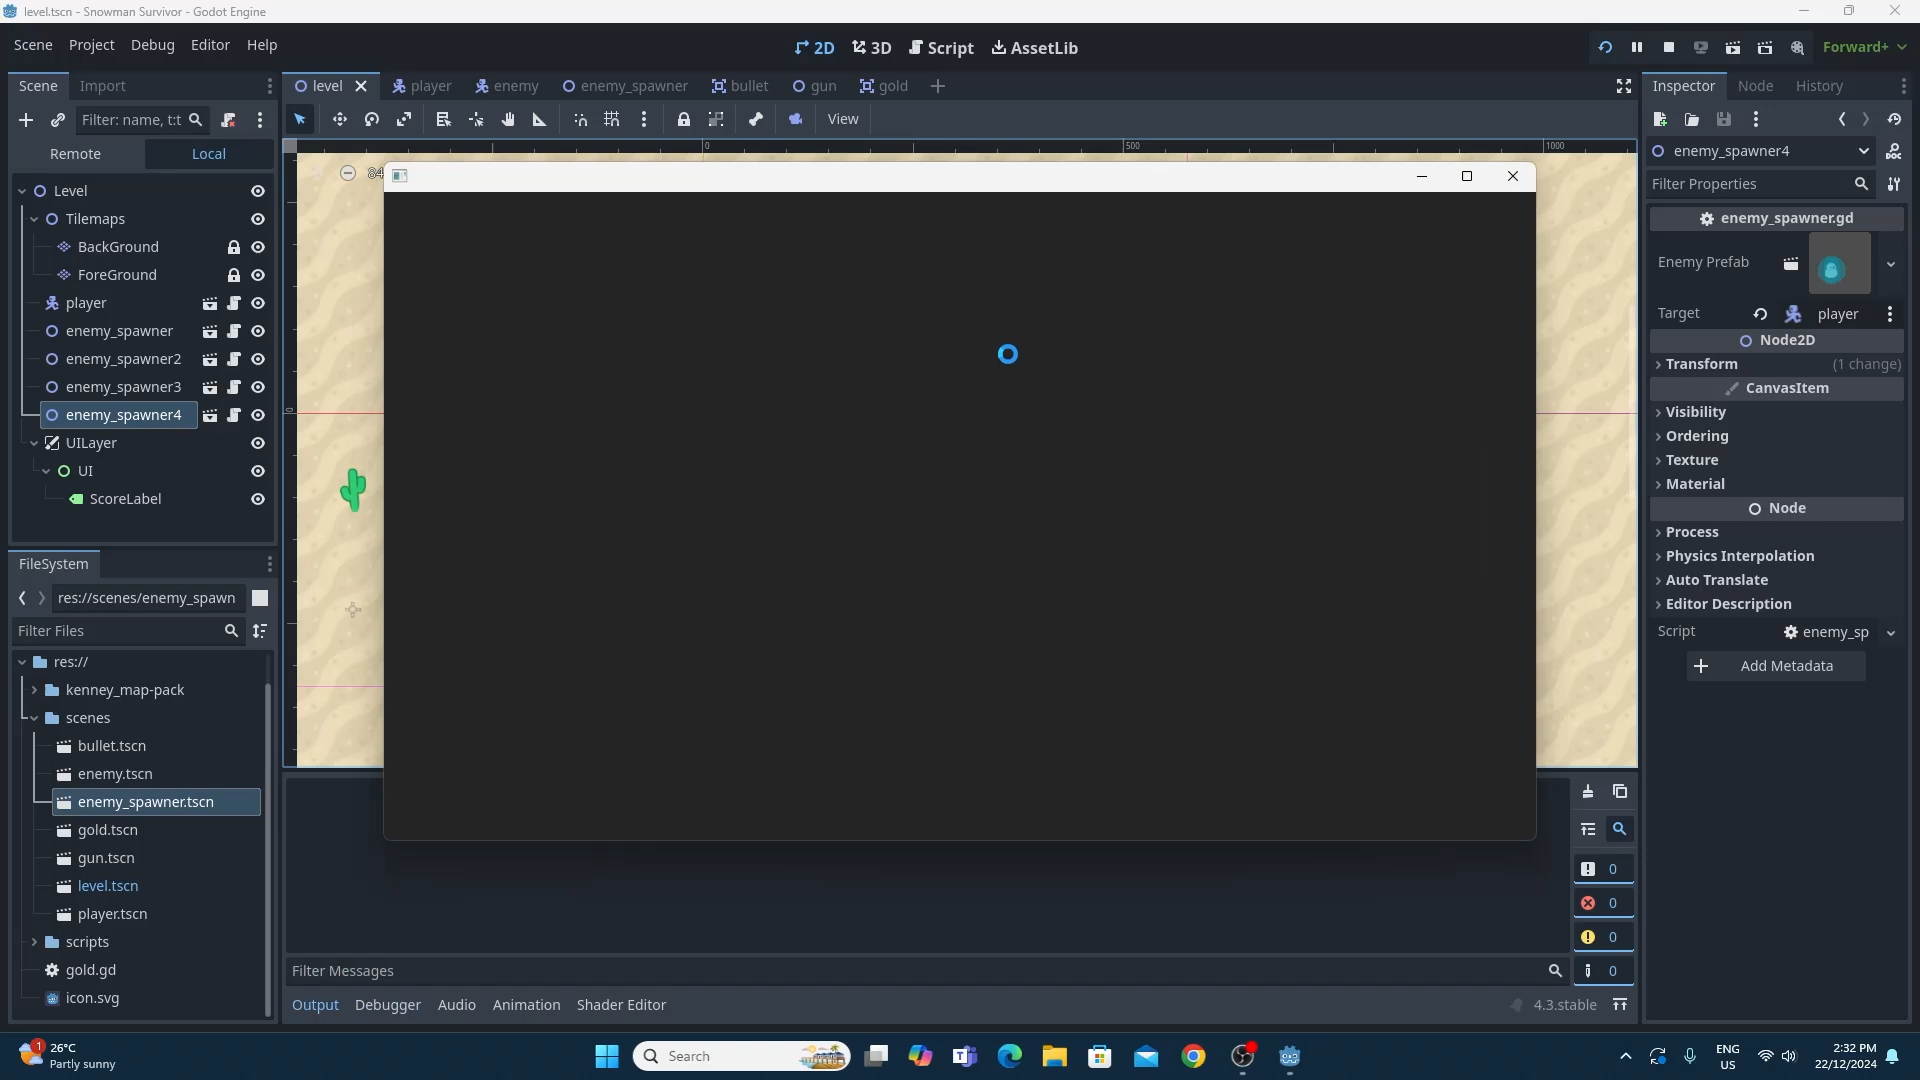 level.tscn - Snowman Survivor - Godot Engine
Scene Project Debug Editor Help
2D 3D Script AssetLib
Forward+
Scene Import
level player enemy enemy_spawner bullet gun gold
Inspector Node History
Filter: name, t:t
View
Remote Local
enemy_spawner4
Filter Properties
0 500 1000
0
84
Level
Tilemaps
BackGround
ForeGround
player
enemy_spawner
enemy_spawner2
enemy_spawner3
enemy_spawner4
UILayer
UI
ScoreLabel
enemy_spawner.gd
Enemy Prefab
Target player
Node2D
Transform (1 change)
CanvasItem
Visibility
Ordering
Texture
Material
Node
Process
Physics Interpolation
Auto Translate
Editor Description
Script enemy_sp
Add Metadata
FileSystem
res://scenes/enemy_spawn
Filter Files
res://
kenney_map-pack
scenes
bullet.tscn
enemy.tscn
enemy_spawner.tscn
gold.tscn
gun.tscn
level.tscn
player.tscn
scripts
gold.gd
icon.svg
0
0
0
0
Filter Messages
Output Debugger Audio Animation Shader Editor
4.3.stable
1
26°C
Partly sunny
Search
ENG
US
2:32 PM
22/12/2024